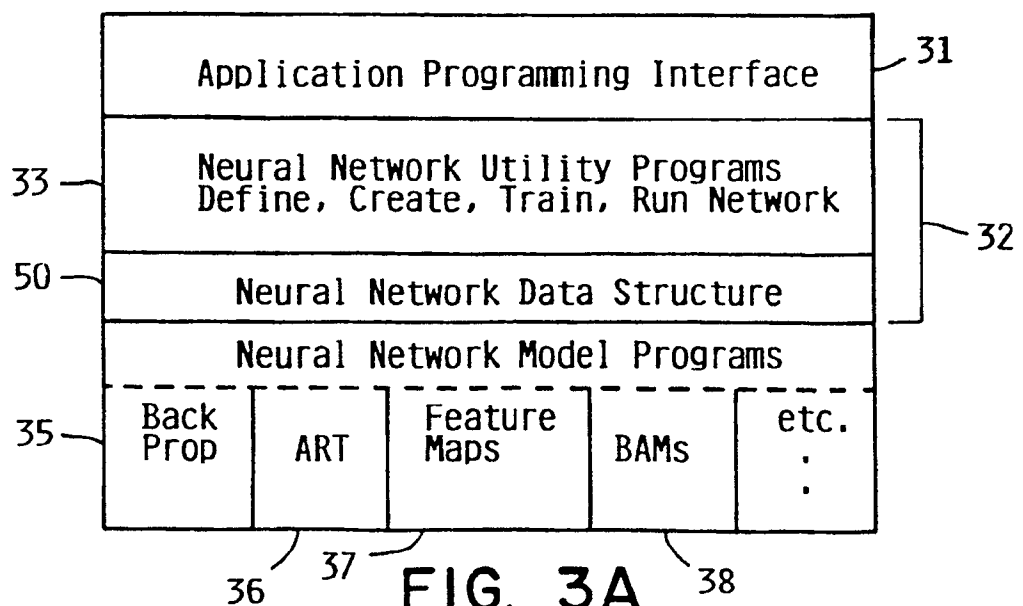 Application Programming Interface
31
33
Neural Network Utility Programs
Define, Create, Train, Run Network
32
50
Neural Network Data Structure
Neural Network Model Programs
35
Back
Prop
ART
Feature
Maps
BAMs
etc.
.
.
36
37
38
FIG. 3A